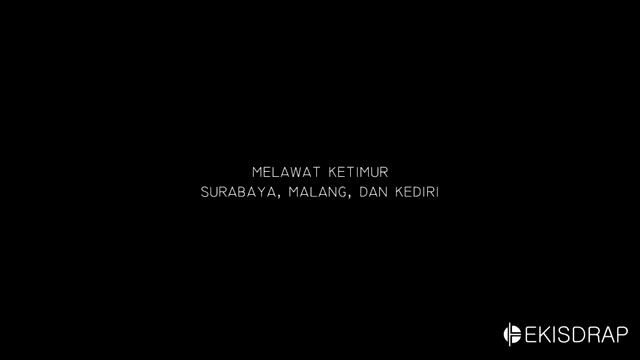 MELAWAT KETIMUR
SURABAYA, MALANG, DAN KEDIRI
EKISDRAP